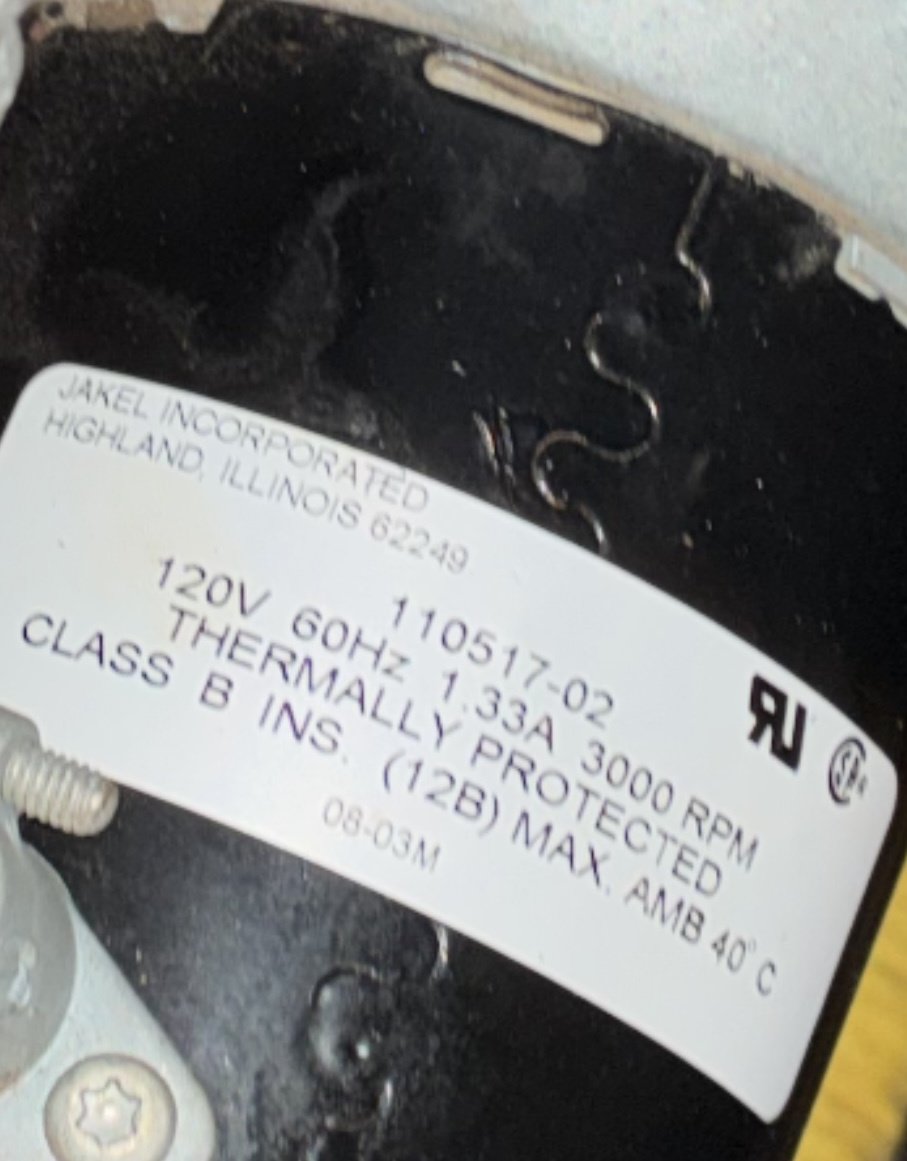 JAKEL INCORPORATED
HIGHLAND, ILLINOIS 62249
110517-02
120V 60Hz 1.33A 3000 RPM
THERMALLY PROTECTED
CLASS B INS. (12B) MAX. AMB 40° C
08-03M